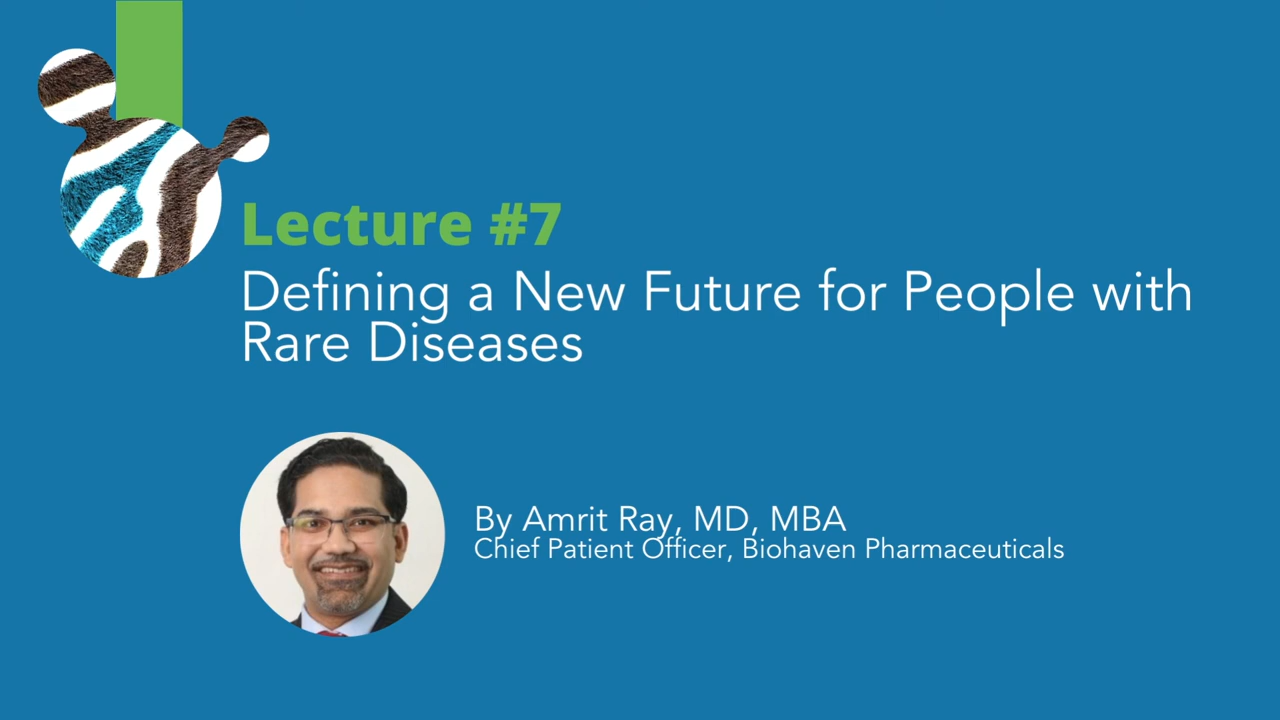 Lecture #7
Defining a New Future for People with
Rare Diseases
By Amrit Ray, MD, MBA
Chief Patient Officer, Biohaven Pharmaceuticals